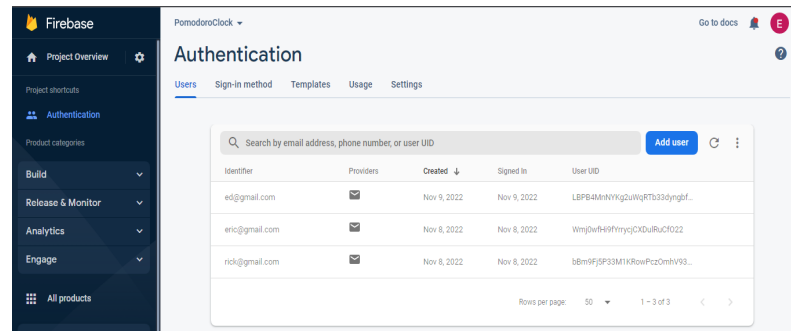 Firebase
PomodoroClock
Go to docs
E
Project Overview
Authentication
Users Sign-in method Templates Usage Settings
Project shortcuts
Authentication
Product categories
Build
Release & Monitor
Analytics
Engage
All products
Search by email address, phone number, or user UID
Add user
Identifier Providers Created Signed In User UID
ed@gmail.com Nov 9, 2022 Nov 9, 2022 LBPB4MnNYKg2uWqRTb33dyngbf...
eric@gmail.com Nov 8, 2022 Nov 8, 2022 Wmj0wfHi9fYrrycjCXDulRuCfO22
rick@gmail.com Nov 8, 2022 Nov 8, 2022 bBm9Fj5P33M1KRowPczOmhV93...
Rows per page: 50 1 – 3 of 3